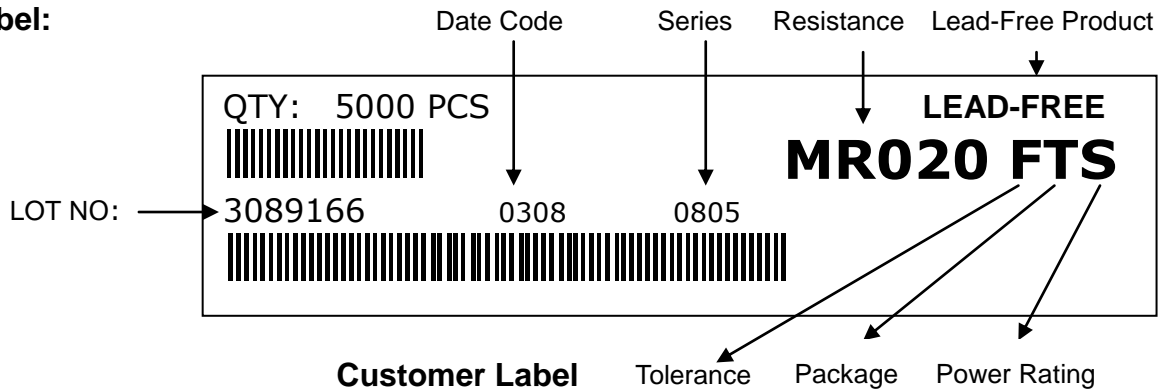 bel:
Date Code Series Resistance Lead-Free Product
QTY: 5000 PCS LEAD-FREE
MR020 FTS
LOT NO: 3089166 0308 0805
Customer Label Tolerance Package Power Rating